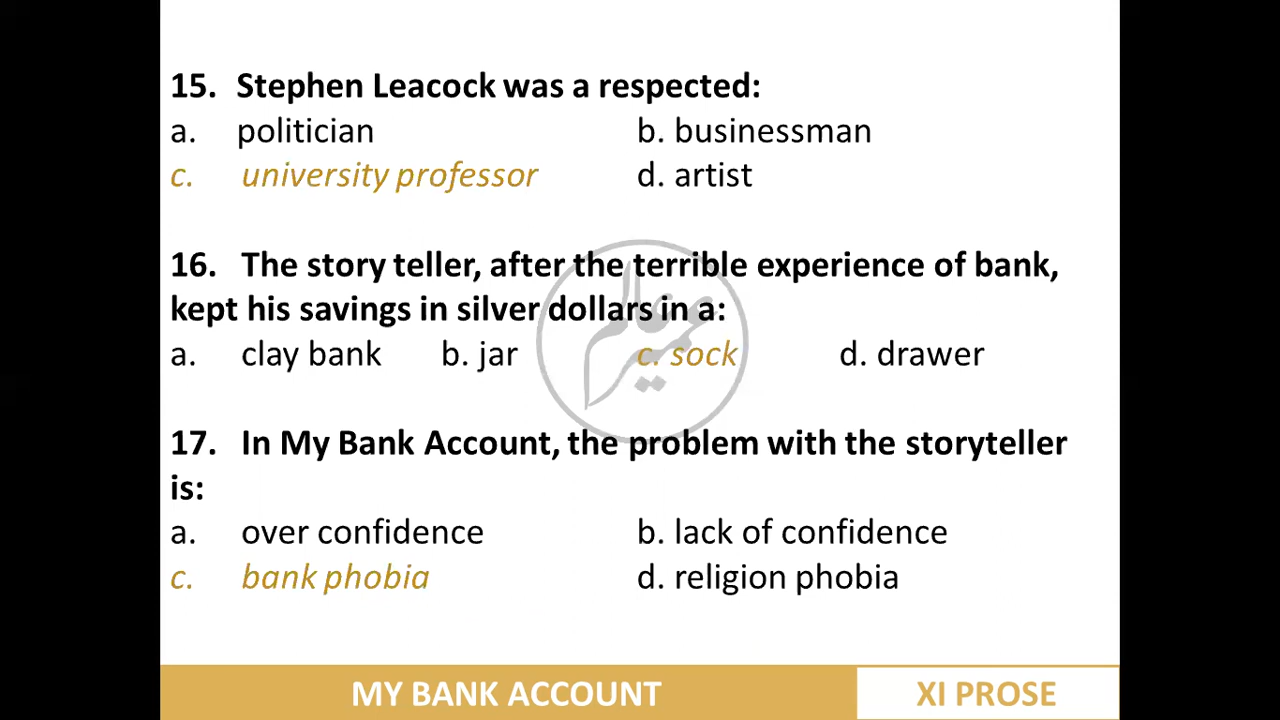 15. Stephen Leacock was a respected:
a. politician b. businessman
c. university professor d. artist
16. The story teller, after the terrible experience of bank,
kept his savings in silver dollars in a:
a. clay bank b. jar c. sock d. drawer
عمیر عالم
17. In My Bank Account, the problem with the storyteller
is:
a. over confidence b. lack of confidence
c. bank phobia d. religion phobia
MY BANK ACCOUNT XI PROSE